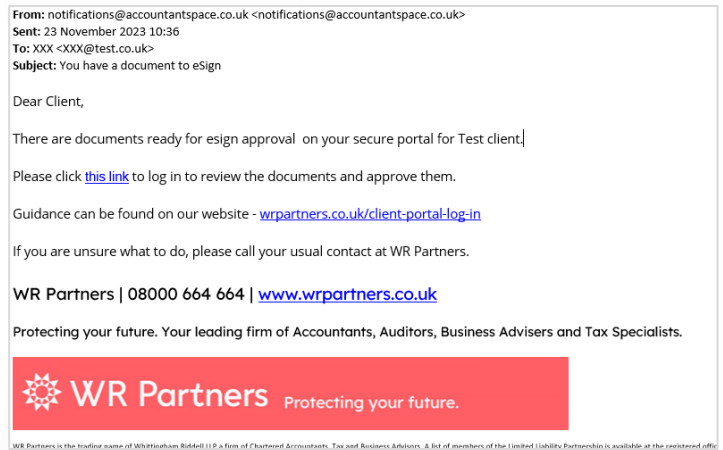 From: notifications@accountantspace.co.uk <notifications@accountantspace.co.uk>
Sent: 23 November 2023 10:36
To: XXX <XXX@test.co.uk>
Subject: You have a document to eSign
Dear Client,
There are documents ready for esign approval  on your secure portal for Test client.
Please click this link to log in to review the documents and approve them.
Guidance can be found on our website - wrpartners.co.uk/client-portal-log-in
If you are unsure what to do, please call your usual contact at WR Partners.
WR Partners | 08000 664 664 | www.wrpartners.co.uk
Protecting your future. Your leading firm of Accountants, Auditors, Business Advisers and Tax Specialists.
WR Partners Protecting your future.
WR Partners is the trading name of Whittingham Riddell LLP a firm of Chartered Accountants, Tax and Business Advisors. A list of members of the Limited Liability Partnership is available at the registered offic